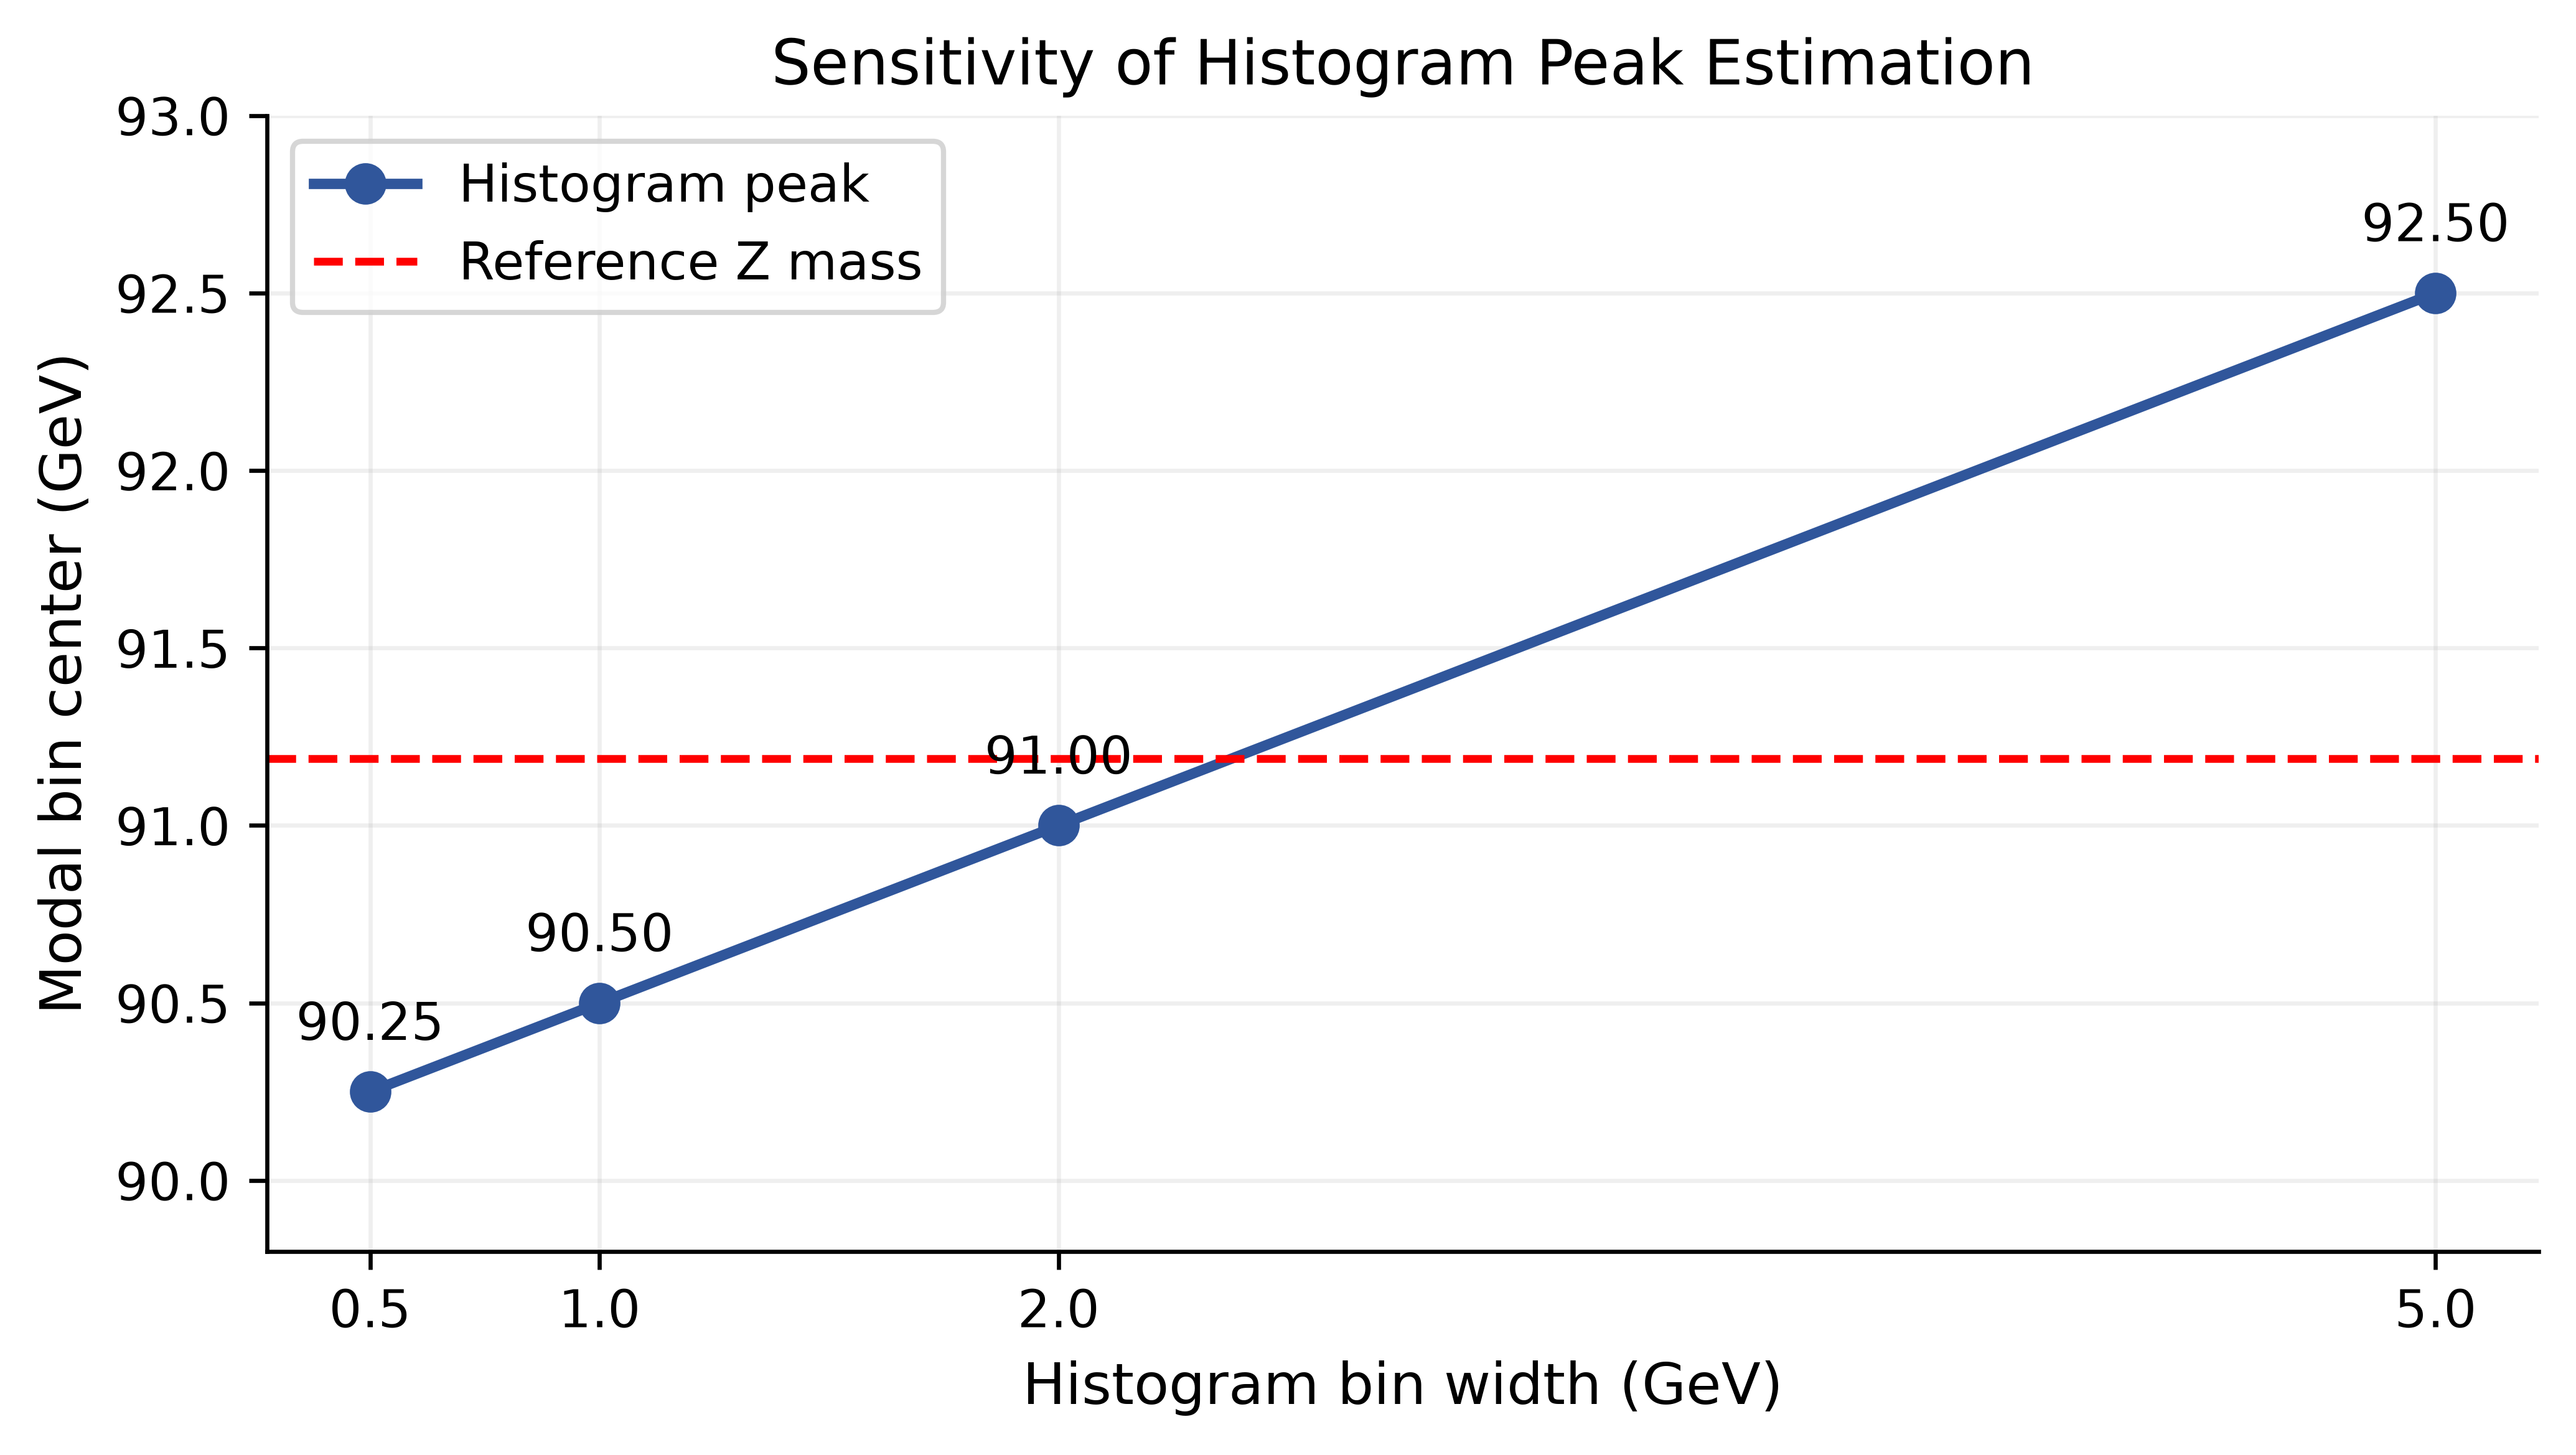 Sensitivity of Histogram Peak Estimation
Histogram peak
Reference Z mass
Modal bin center (GeV)
93.0
92.5
92.0
91.5
91.0
90.5
90.0
90.25
90.50
91.00
92.50
0.5 1.0 2.0 5.0
Histogram bin width (GeV)